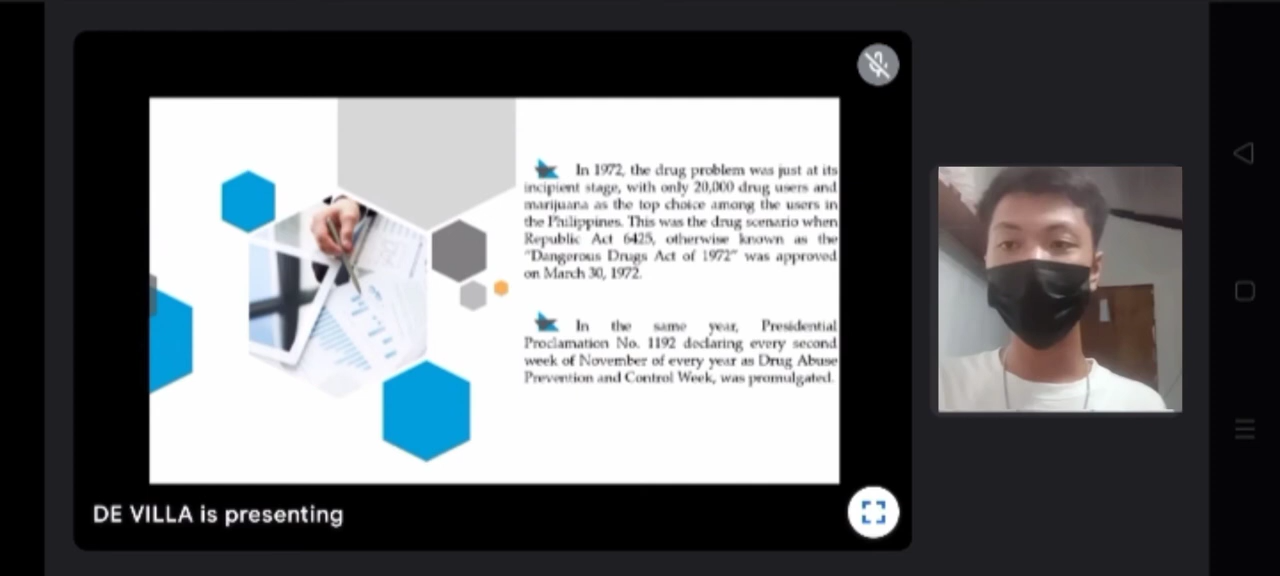 In 1972, the drug problem was just at its
incipient stage, with only 20,000 drug users and
marijuana as the top choice among the users in
the Philippines. This was the drug scenario when
Republic Act 6425, otherwise known as the
"Dangerous Drugs Act of 1972" was approved
on March 30, 1972.
In the same year, Presidential
Proclamation No. 1192 declaring every second
week of November of every year as Drug Abuse
Prevention and Control Week, was promulgated.
DE VILLA is presenting